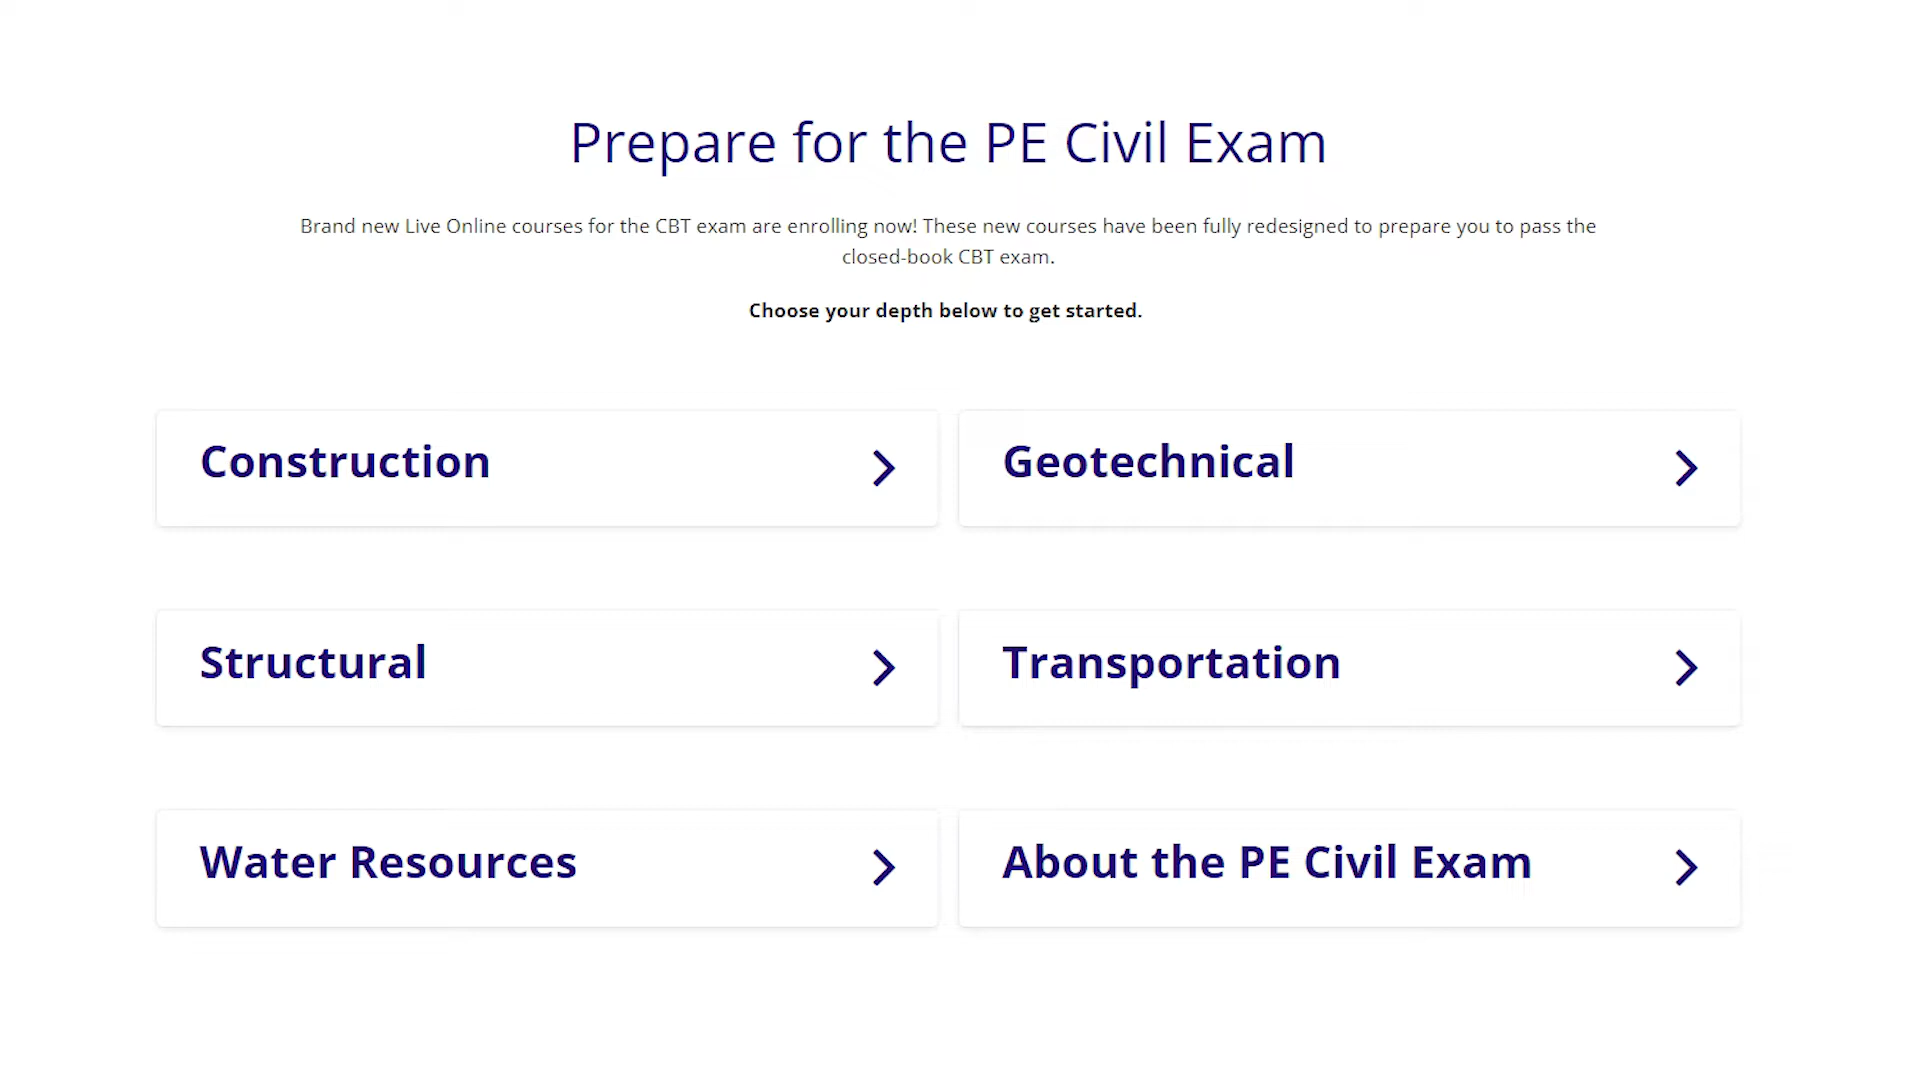 Prepare for the PE Civil Exam
Brand new Live Online courses for the CBT exam are enrolling now! These new courses have been fully redesigned to prepare you to pass the
closed-book CBT exam.
Choose your depth below to get started.
Construction
Geotechnical
Structural
Transportation
Water Resources
About the PE Civil Exam